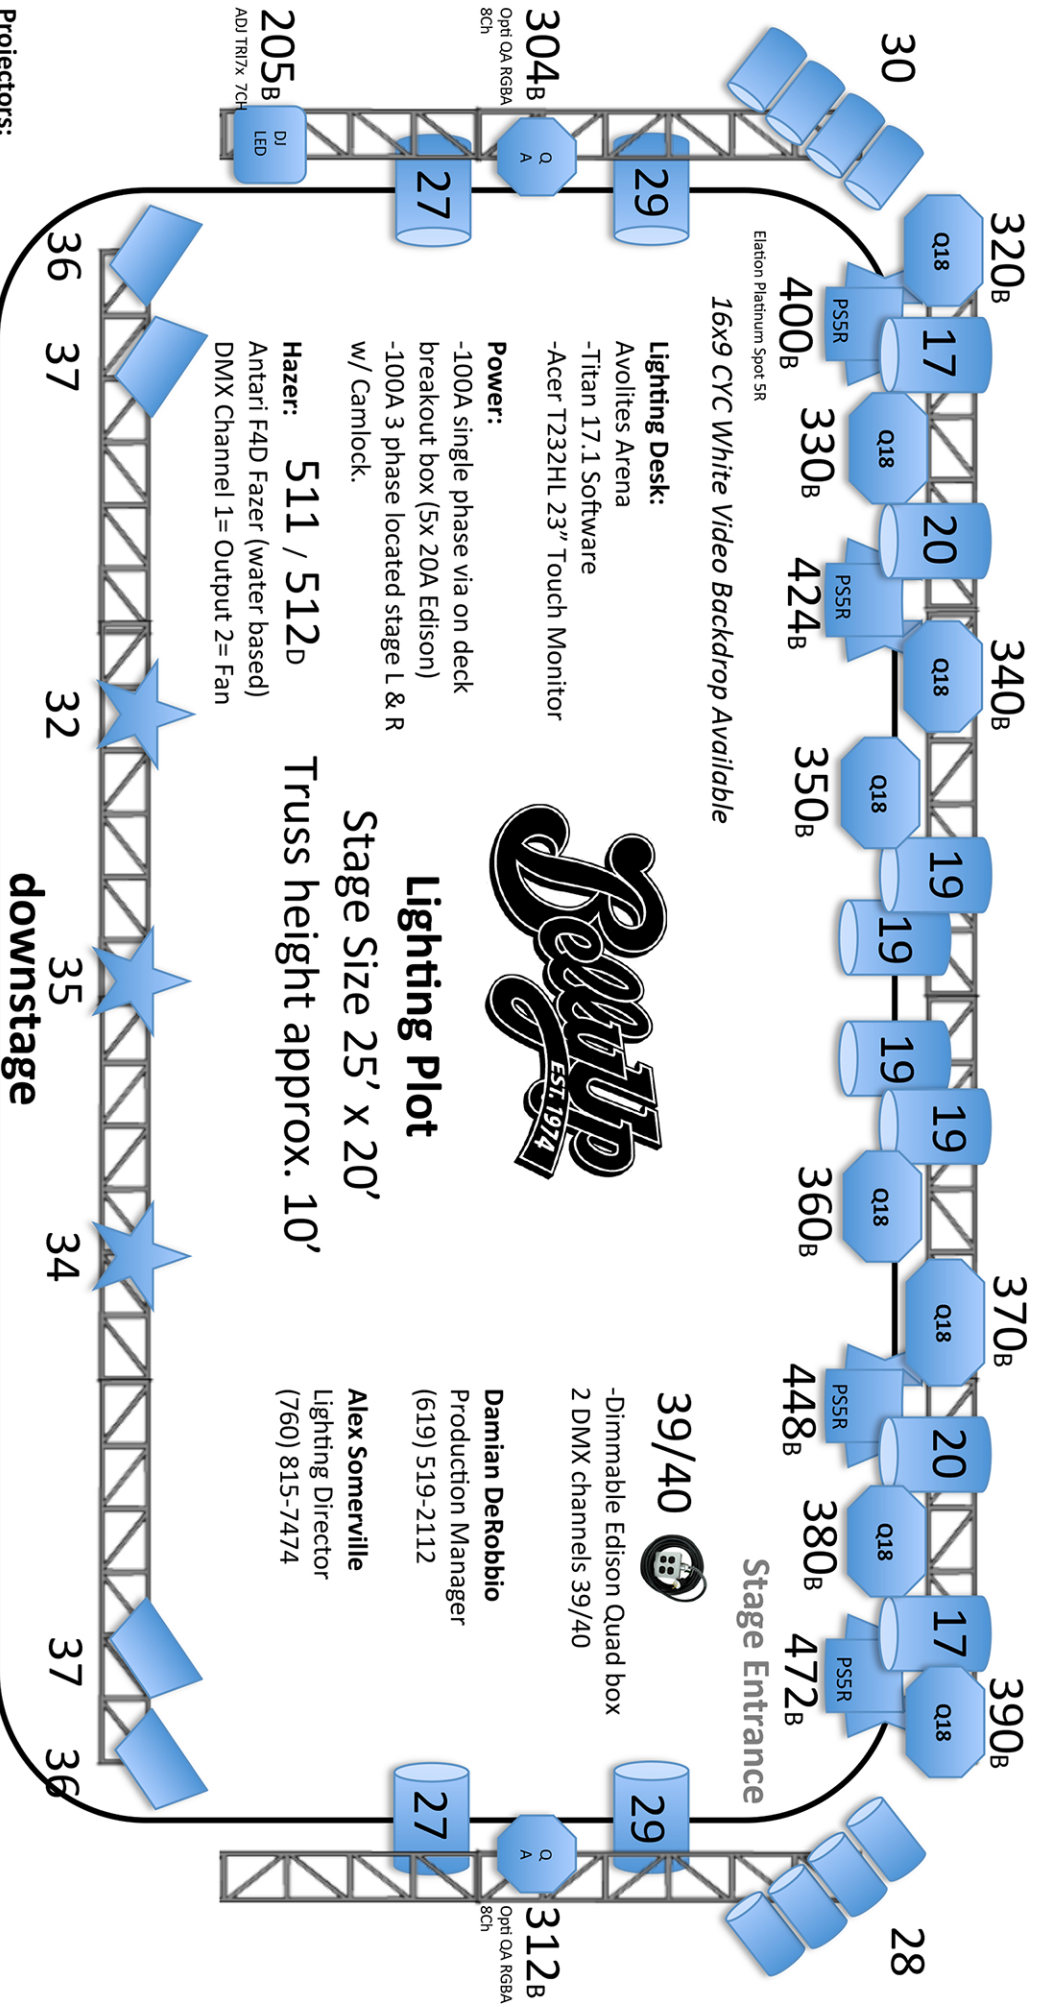 30
320B
17
20
340B
19
19
370B
20
17
390B
28
Q18
Q18
Q18
Q18
Q18
Q18
Q18
Q18
19
19
PS5R
PS5R
PS5R
PS5R
400B
330B
424B
350B
360B
448B
380B
472B
Elation Platinum Spot 5R
Stage Entrance
16x9 CYC White Video Backdrop Available
29
29
Lighting Desk:
Avolites Arena
-Titan 17.1 Software
-Acer T232HL 23” Touch Monitor
BellyUp
EST. 1974
39/40
-Dimmable Edison Quad box
2 DMX channels 39/40
304B
Opti QA RGBA
8Ch
Q
A
Q
A
312B
Opti QA RGBA
8Ch
Power:
-100A single phase via on deck
breakout box (5x 20A Edison)
-100A 3 phase located stage L & R
w/ Camlock.
Damian DeRobbio
Production Manager
(619) 519-2112
27
27
Lighting Plot
Stage Size 25’ x 20’
Truss height approx. 10’
Alex Somerville
Lighting Director
(760) 815-7474
205B
ADJ TRI7x 7CH
DJ
LED
Hazer: 511 / 512D
Antari F4D Fazer (water based)
DMX Channel 1= Output 2= Fan
36
37
32
35
34
37
36
downstage
Projectors: